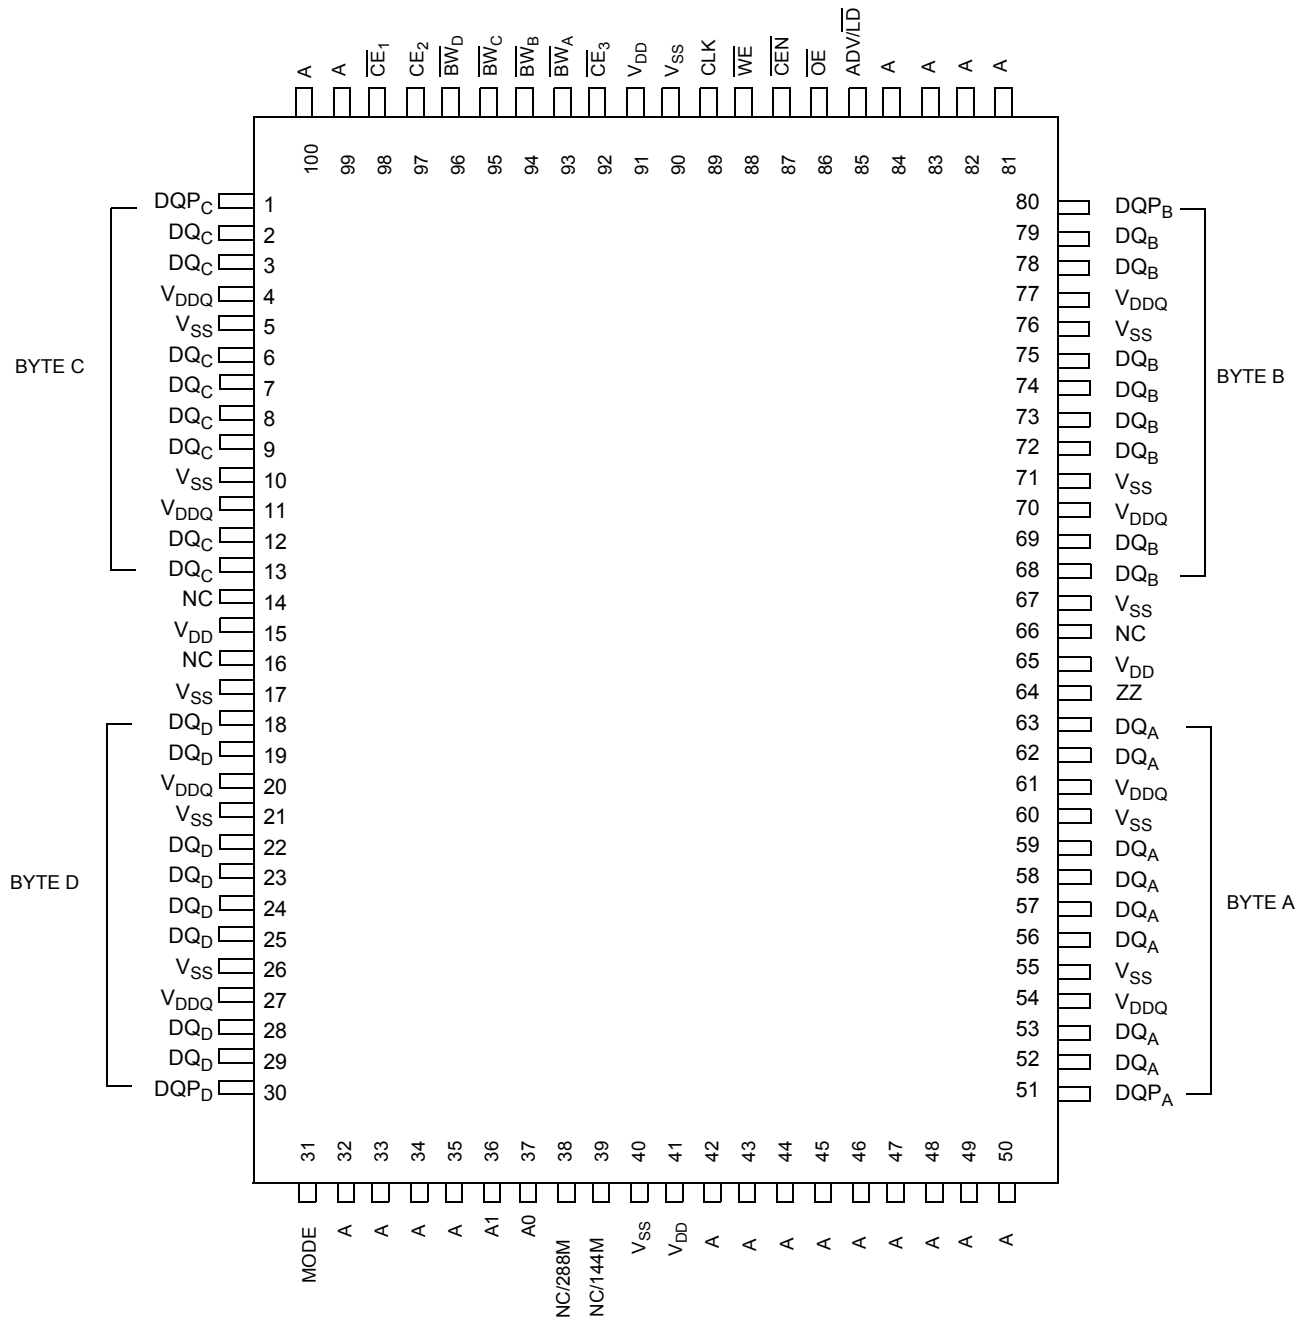 A
A
CE1
CE2
BWD
BWC
BWB
BWA
CE3
VDD
VSS
CLK
WE
CEN
OE
ADV/LD
A
A
A
A
100
99
98
97
96
95
94
93
92
91
90
89
88
87
86
85
84
83
82
81
DQPC 1
DQC 2
DQC 3
VDDQ 4
VSS 5
DQC 6
DQC 7
DQC 8
DQC 9
VSS 10
VDDQ 11
DQC 12
DQC 13
BYTE C
NC 14
VDD 15
NC 16
VSS 17
DQD 18
DQD 19
VDDQ 20
VSS 21
DQD 22
DQD 23
DQD 24
DQD 25
VSS 26
VDDQ 27
DQD 28
DQD 29
DQPD 30
BYTE D
80 DQPB
79 DQB
78 DQB
77 VDDQ
76 VSS
75 DQB
74 DQB
73 DQB
72 DQB
71 VSS
70 VDDQ
69 DQB
68 DQB
BYTE B
67 VSS
66 NC
65 VDD
64 ZZ
63 DQA
62 DQA
61 VDDQ
60 VSS
59 DQA
58 DQA
57 DQA
56 DQA
55 VSS
54 VDDQ
53 DQA
52 DQA
51 DQPA
BYTE A
31
32
33
34
35
36
37
38
39
40
41
42
43
44
45
46
47
48
49
50
MODE
A
A
A
A
A1
A0
NC/288M
NC/144M
VSS
VDD
A
A
A
A
A
A
A
A
A